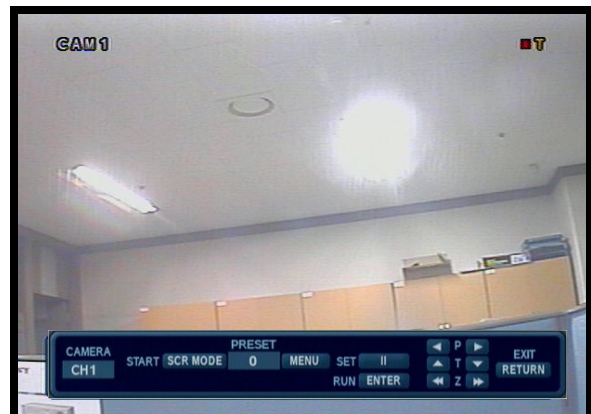 CAM1
T
PRESET
CAMERA START SCR MODE 0 MENU SET II P EXIT
CH1 T RETURN
RUN ENTER Z